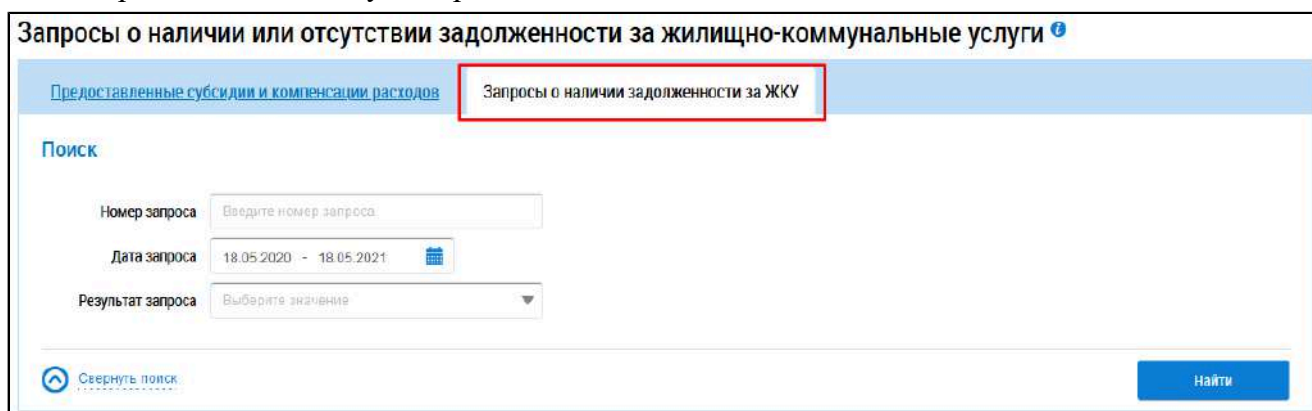 Запросы о наличии или отсутствии задолженности за жилищно-коммунальные услуги
Предоставленные субсидии и компенсации расходов Запросы о наличии задолженности за ЖКУ
Поиск
Номер запроса Введите номер запроса
Дата запроса 18.05.2020 - 18.05.2021
Результат запроса Выберите значение
Свернуть поиск Найти